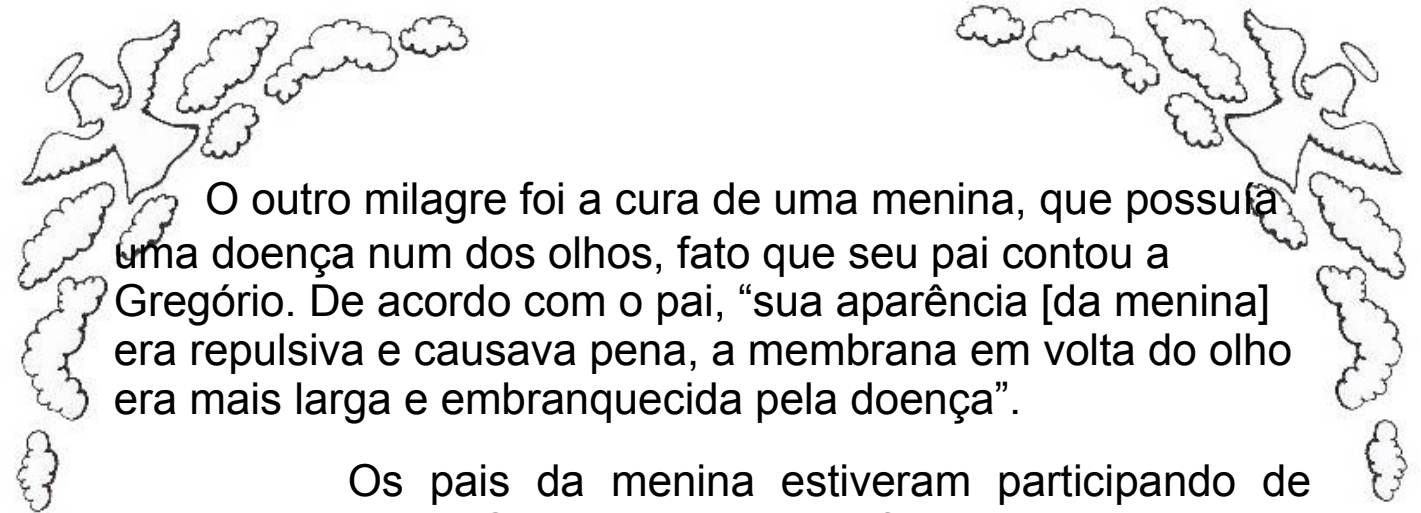 O outro milagre foi a cura de uma menina, que possuía
uma doença num dos olhos, fato que seu pai contou a
Gregório. De acordo com o pai, “sua aparência [da menina]
era repulsiva e causava pena, a membrana em volta do olho
era mais larga e embranquecida pela doença”.
Os pais da menina estiveram participando de